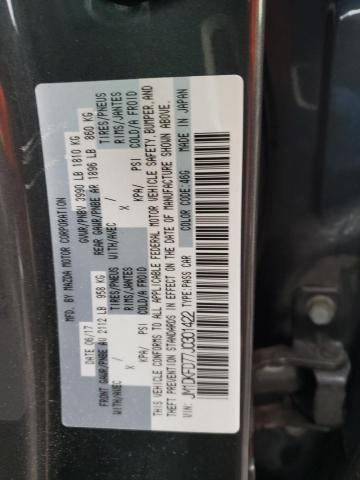 MFD. BY MAZDA MOTOR CORPORATION
DATE 06/17 GVWR/PNBV 3990 LB 1810 KG
FRONT GAWR/PNBE AV 2112 LB 958 KG REAR GAWR/PNBE AR 1896 LB 860 KG
WITH/AVEC TIRES/PNEUS WITH/AVEC TIRES/PNEUS
X RIMS/JANTES X RIMS/JANTES
KPA/ PSI COLD/A FROID KPA/ PSI COLD/A FROID
THIS VEHICLE CONFORMS TO ALL APPLICABLE FEDERAL MOTOR VEHICLE SAFETY, BUMPER, AND
THEFT PREVENTION STANDARDS IN EFFECT ON THE DATE OF MANUFACTURE SHOWN ABOVE.
JM1DKFD77J0301422 MADE IN JAPAN
VIN: TYPE:PASS CAR COLOR CODE:46G